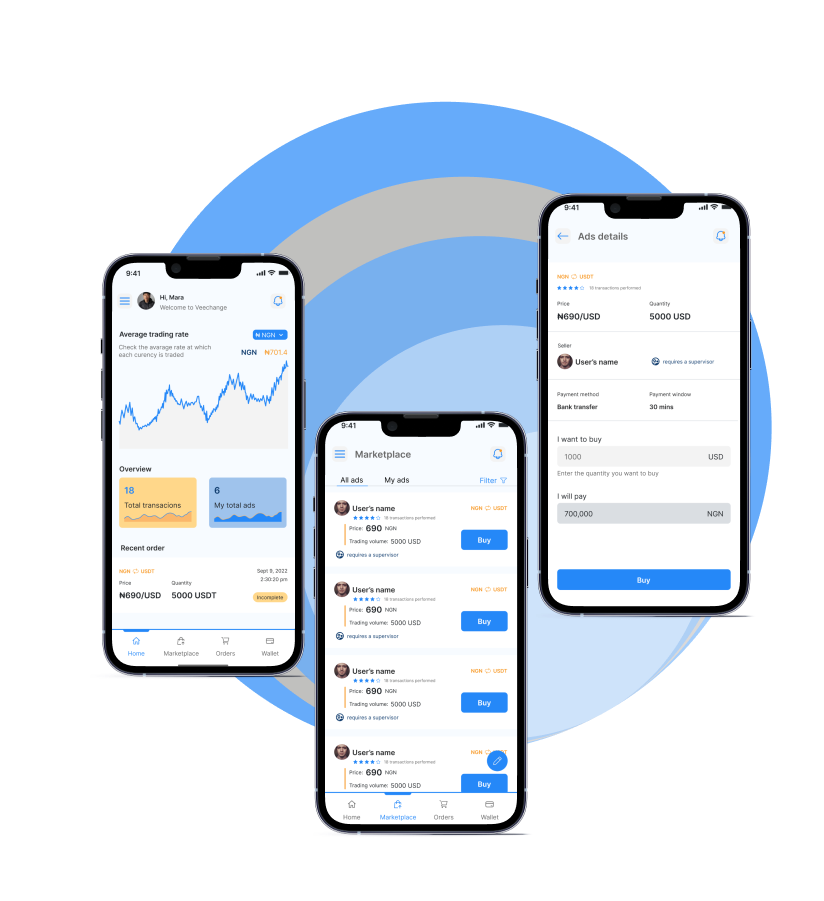 9:41
Hi, Mara
Welcome to Veechange
Average trading rate
₦ NGN
Check the avarage rate at which
each curency is traded
NGN ₦701.4
Overview
18
Total transacions
6
My total ads
Recent order
NGN USDT
Sept 9, 2022
2:30:20 pm
Price Quantity
₦690/USD 5000 USDT
Incomplete
Home Marketplace Orders Wallet
9:41
Marketplace
All ads My ads Filter
User's name NGN USDT
18 transactions performed
Price: 690 NGN
Trading volume: 5000 USD
Buy
requires a supervisor
User's name NGN USDT
18 transactions performed
Price: 690 NGN
Trading volume: 5000 USD
Buy
requires a supervisor
User's name NGN USDT
18 transactions performed
Price: 690 NGN
Trading volume: 5000 USD
Buy
requires a supervisor
User's name NGN
18 transactions performed
Price: 690 NGN
Trading volume: 5000 USD
Buy
Home Marketplace Orders Wallet
9:41
Ads details
NGN USDT
18 transactions performed
Price Quantity
₦690/USD 5000 USD
Seller
User's name requires a supervisor
Payment method Payment window
Bank transfer 30 mins
I want to buy
1000 USD
Enter the quantity you want to buy
I will pay
700,000 NGN
Buy